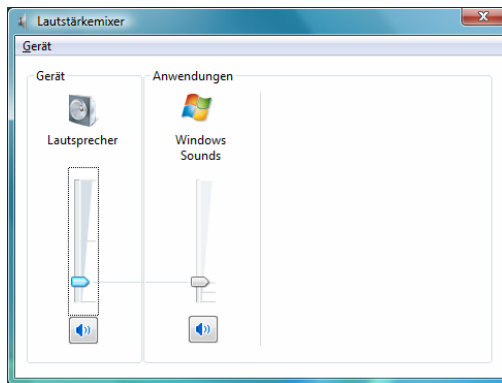 Lautstärkemixer
Gerät
Gerät
Anwendungen
Lautsprecher
Windows
Sounds